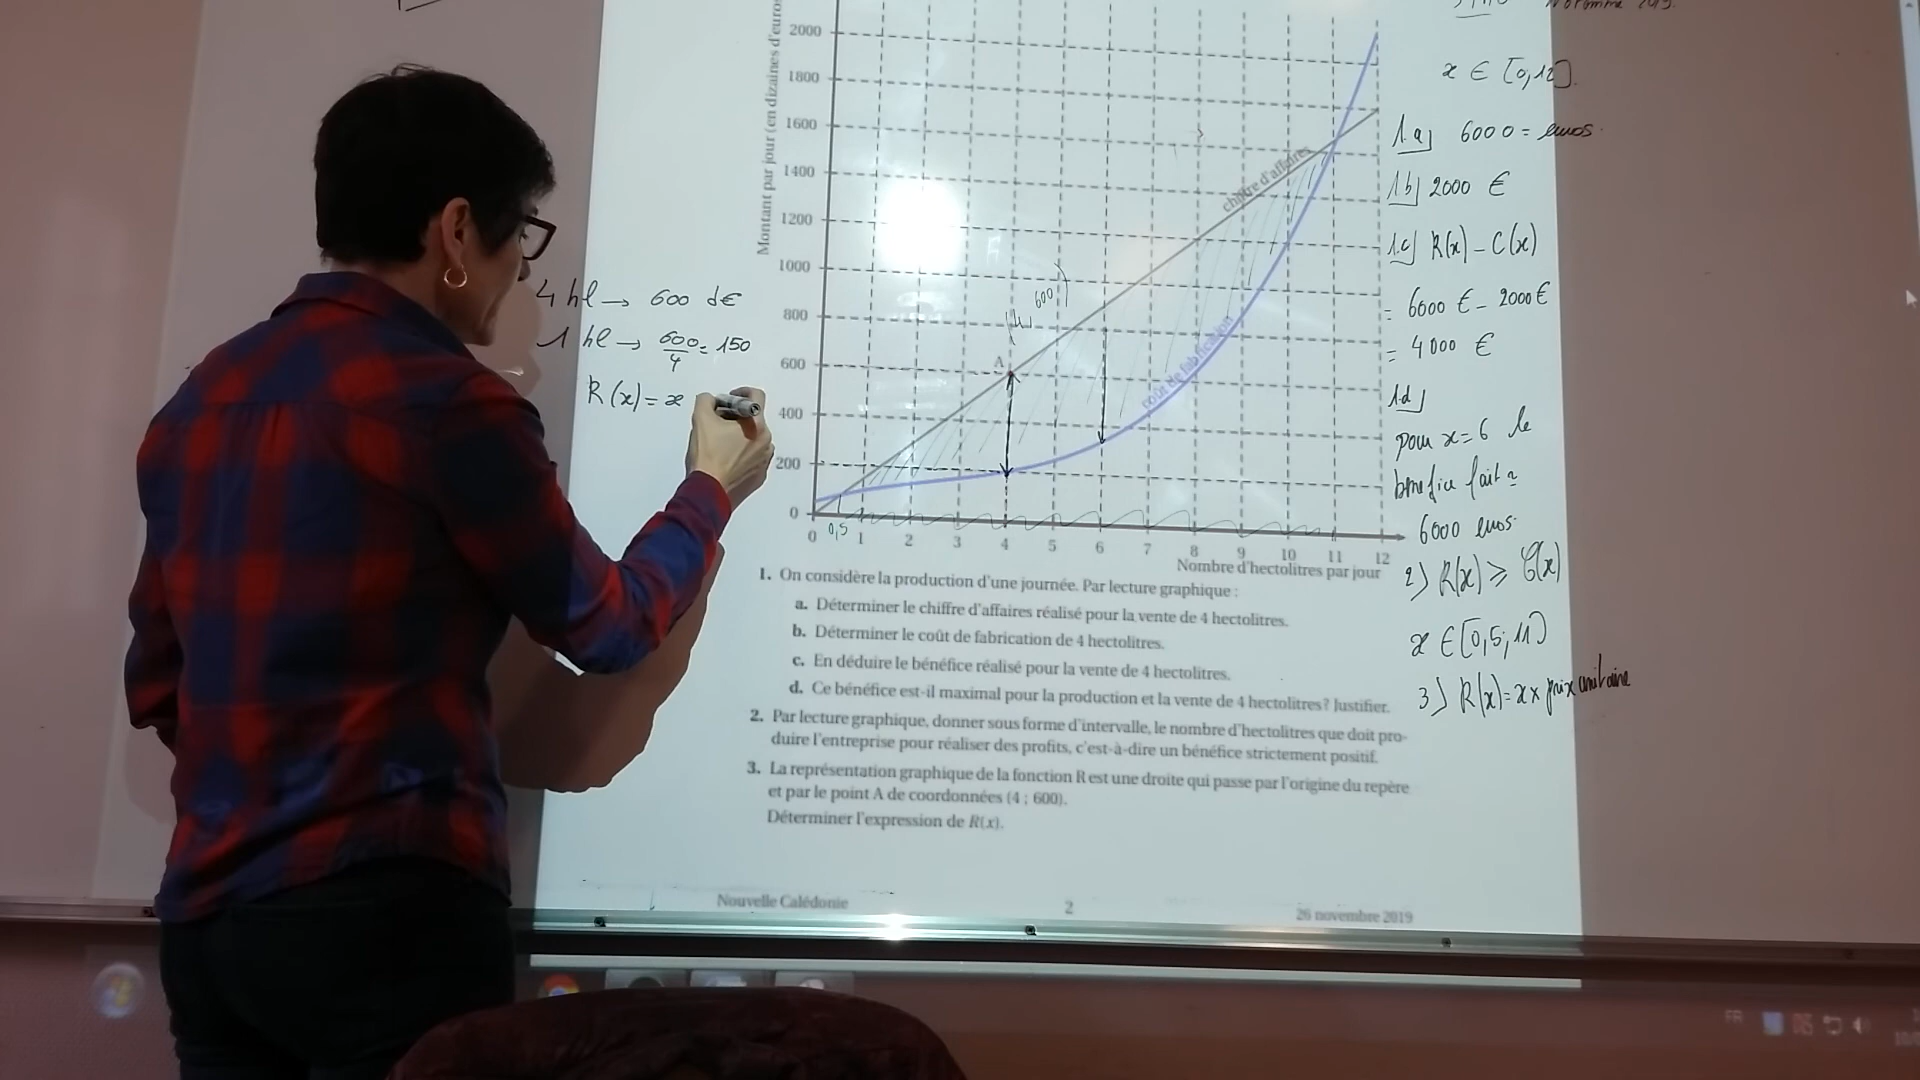 Novembre 2019.
x ∈ [0,12].
2000
1800
1600
1400
1200
1000
800
600
400
200
0
Montant par jour (en dizaines d'euros
chiffre d'affaires
coût de fabrication
A
(4, 600)
0,5
0 1 2 3 4 5 6 7 8 9 10 11 12
Nombre d'hectolitres par jour
4 hl → 600 d€
1 hl → 600/4 = 150
R(x) = x
1.a) 6000 = euros.
1b) 2000 €
1.c) R(x) – C(x)
= 6000 € – 2000 €
= 4000 €
1.d)
pour x = 6 le
benefice fait ≈
6000 euros.
2) R(x) ⩾ C(x)
x ∈ [0,5; 11]
3) R(x) = x × prix unitaire
1. On considère la production d'une journée. Par lecture graphique :
a. Déterminer le chiffre d'affaires réalisé pour la vente de 4 hectolitres.
b. Déterminer le coût de fabrication de 4 hectolitres.
c. En déduire le bénéfice réalisé pour la vente de 4 hectolitres.
d. Ce bénéfice est-il maximal pour la production et la vente de 4 hectolitres? Justifier.
2. Par lecture graphique, donner sous forme d'intervalle, le nombre d'hectolitres que doit pro-
duire l'entreprise pour réaliser des profits, c'est-à-dire un bénéfice strictement positif.
3. La représentation graphique de la fonction R est une droite qui passe par l'origine du repère
et par le point A de coordonnées (4 ; 600).
Déterminer l'expression de R(x).
Nouvelle Calédonie 2 26 novembre 2019
FR